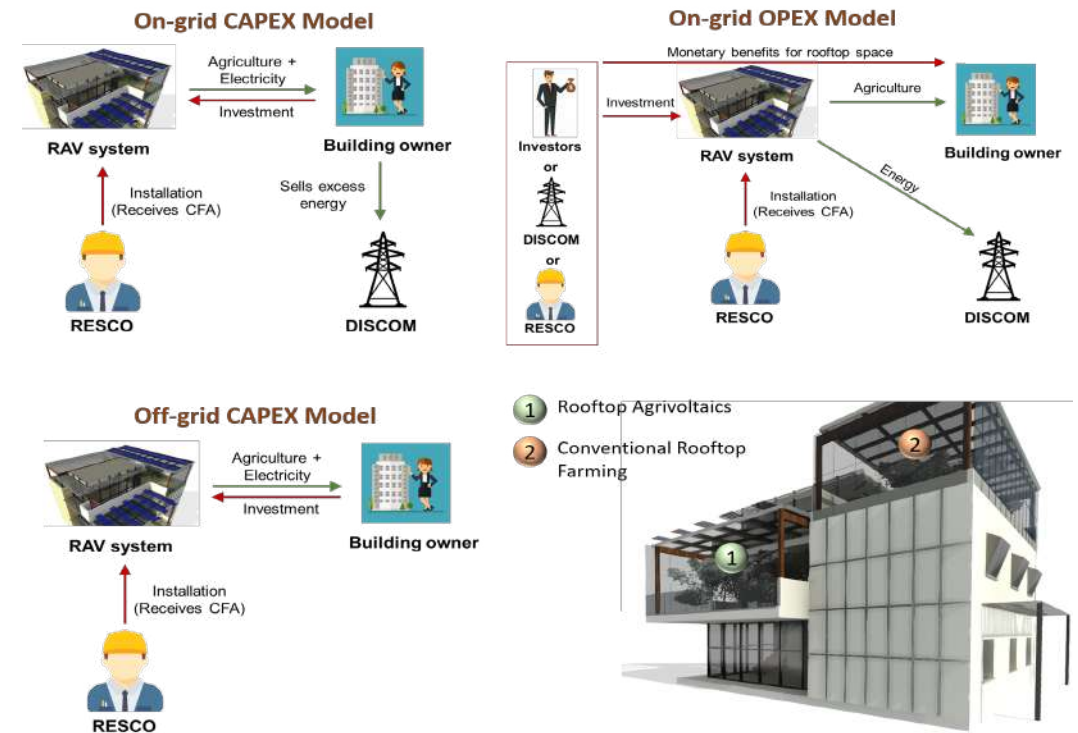 On-grid CAPEX Model
Agriculture +
Electricity
Investment
RAV system
Building owner
Installation
(Receives CFA)
Sells excess
energy
RESCO
DISCOM
On-grid OPEX Model
Monetary benefits for rooftop space
Investment
Agriculture
Investors
or
DISCOM
or
RESCO
RAV system
Building owner
Energy
Installation
(Receives CFA)
RESCO
DISCOM
Off-grid CAPEX Model
Agriculture +
Electricity
Investment
RAV system
Building owner
Installation
(Receives CFA)
RESCO
1 Rooftop Agrivoltaics
2 Conventional Rooftop
Farming
2
1